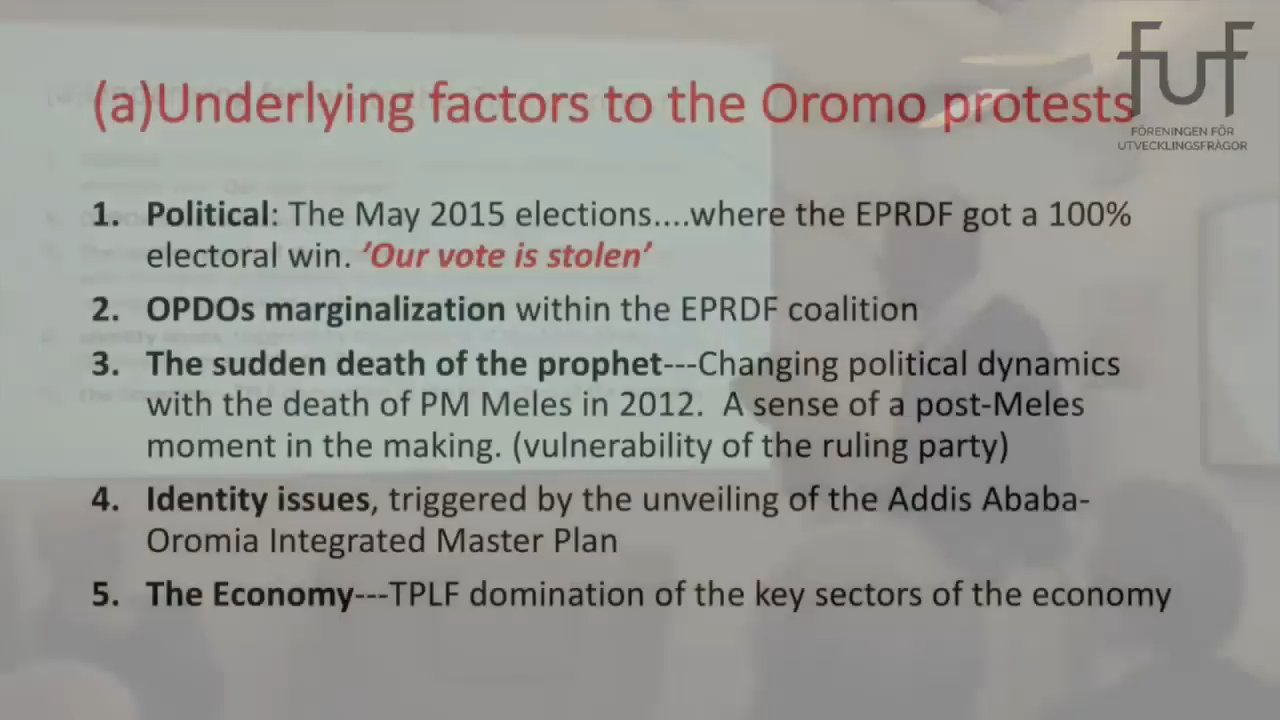 fuf
FÖRENINGEN FÖR
UTVECKLINGSFRÅGOR
(a)Underlying factors to the Oromo protests
1. Political: The May 2015 elections....where the EPRDF got a 100%
electoral win. ’Our vote is stolen’
2. OPDOs marginalization within the EPRDF coalition
3. The sudden death of the prophet---Changing political dynamics
with the death of PM Meles in 2012.  A sense of a post-Meles
moment in the making. (vulnerability of the ruling party)
4. Identity issues, triggered by the unveiling of the Addis Ababa-
Oromia Integrated Master Plan
5. The Economy---TPLF domination of the key sectors of the economy